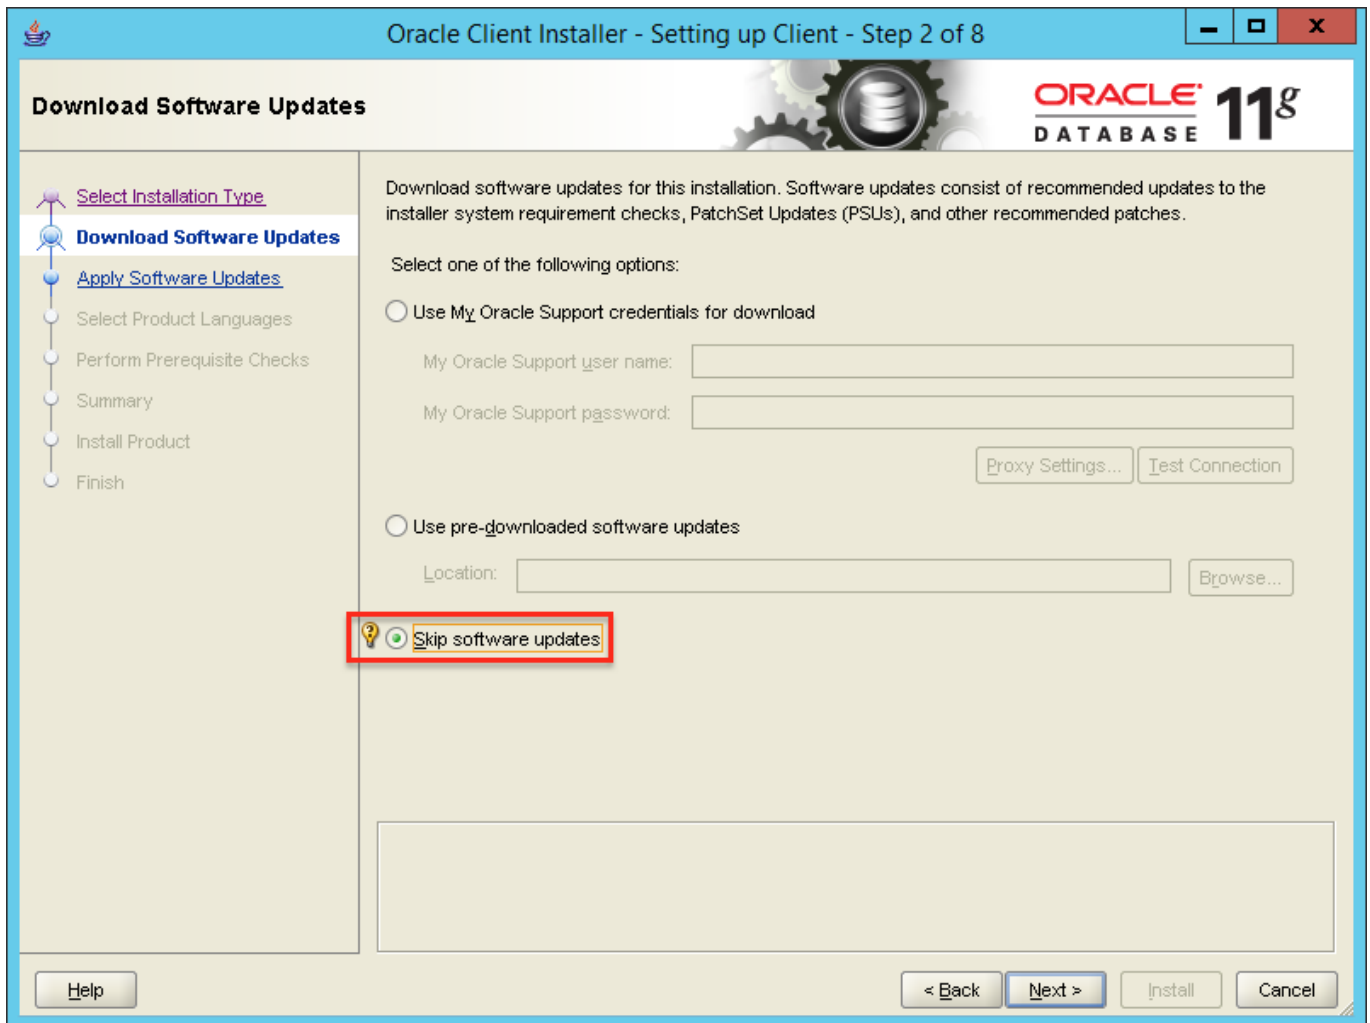 Oracle Client Installer - Setting up Client - Step 2 of 8
Download Software Updates
ORACLE
DATABASE
11g
Select Installation Type
Download Software Updates
Apply Software Updates
Select Product Languages
Perform Prerequisite Checks
Summary
Install Product
Finish
Download software updates for this installation. Software updates consist of recommended updates to the
installer system requirement checks, PatchSet Updates (PSUs), and other recommended patches.
Select one of the following options:
Use My Oracle Support credentials for download
My Oracle Support user name:
My Oracle Support password:
Proxy Settings...
Test Connection
Use pre-downloaded software updates
Location:
Browse...
Skip software updates
Help
< Back
Next >
Install
Cancel